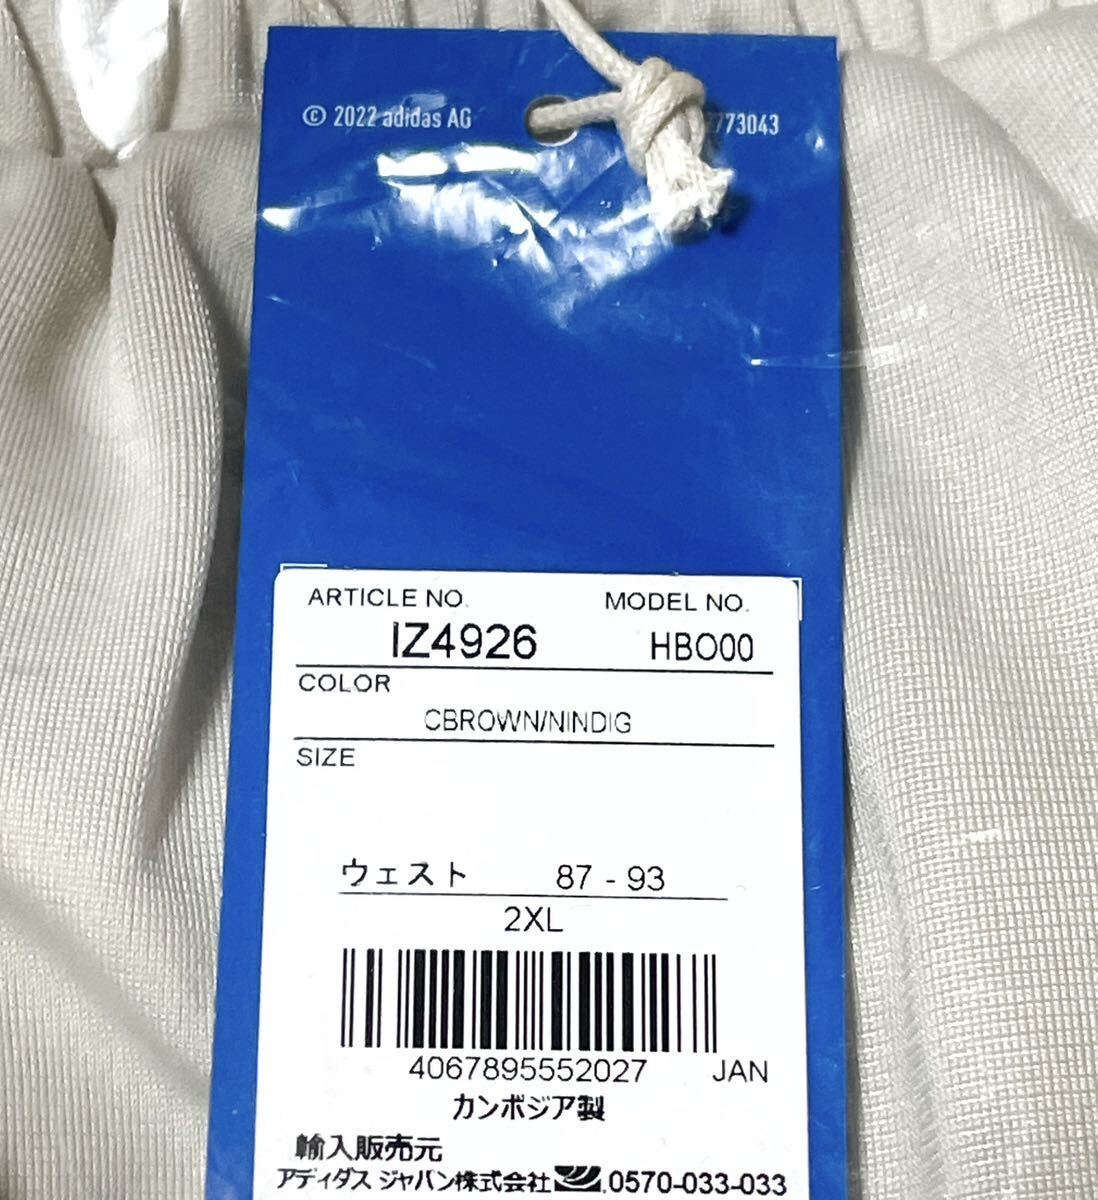 © 2022 adidas AG 773043
ARTICLE NO. MODEL NO.
IZ4926 HBO00
COLOR
CBROWN/NINDIG
SIZE
ウェスト 87 - 93
2XL
4067895552027 JAN
カンボジア製
輸入販売元
アディダス ジャパン株式会社 0570-033-033